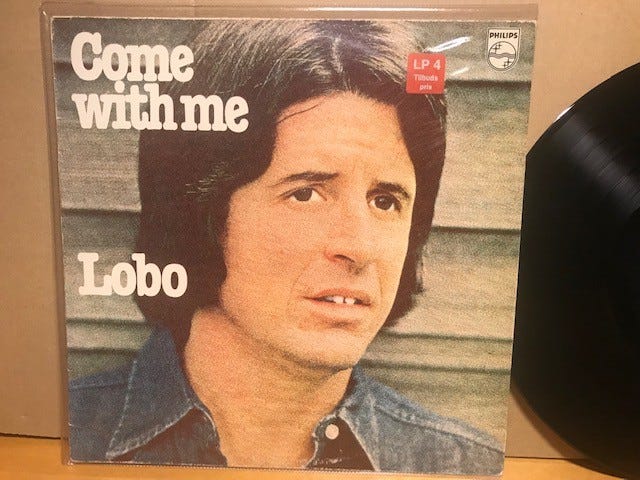 Come
with me
Lobo
PHILIPS
LP 4
Tilbuds
pris